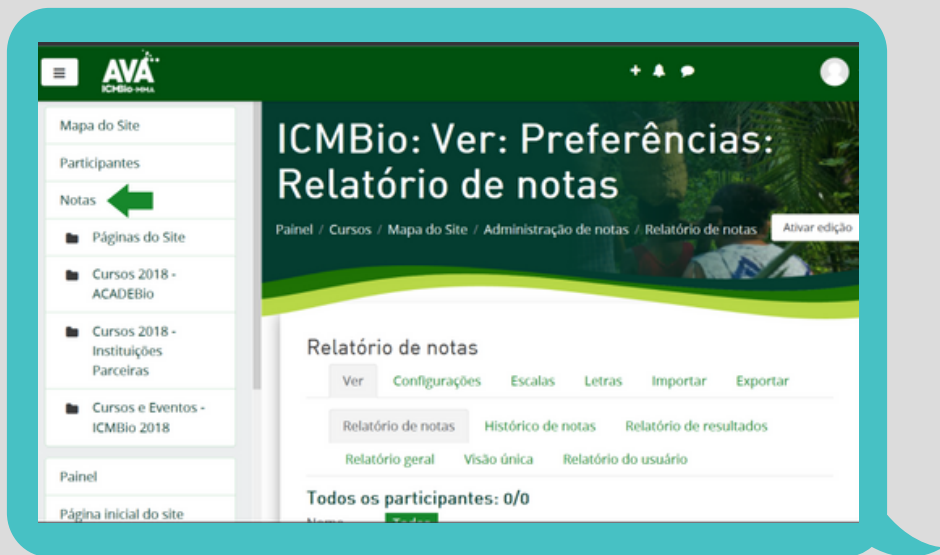 AVA
ICMBio-MMA
Mapa do Site
Participantes
Notas
Páginas do Site
Cursos 2018 -
ACADEBio
Cursos 2018 -
Instituições
Parceiras
Cursos e Eventos -
ICMBio 2018
Painel
Página inicial do site
ICMBio: Ver: Preferências:
Relatório de notas
Painel / Cursos / Mapa do Site / Administração de notas / Relatório de notas
Ativar edição
Relatório de notas
Ver Configurações Escalas Letras Importar Exportar
Relatório de notas Histórico de notas Relatório de resultados
Relatório geral Visão única Relatório do usuário
Todos os participantes: 0/0
Nome Todos